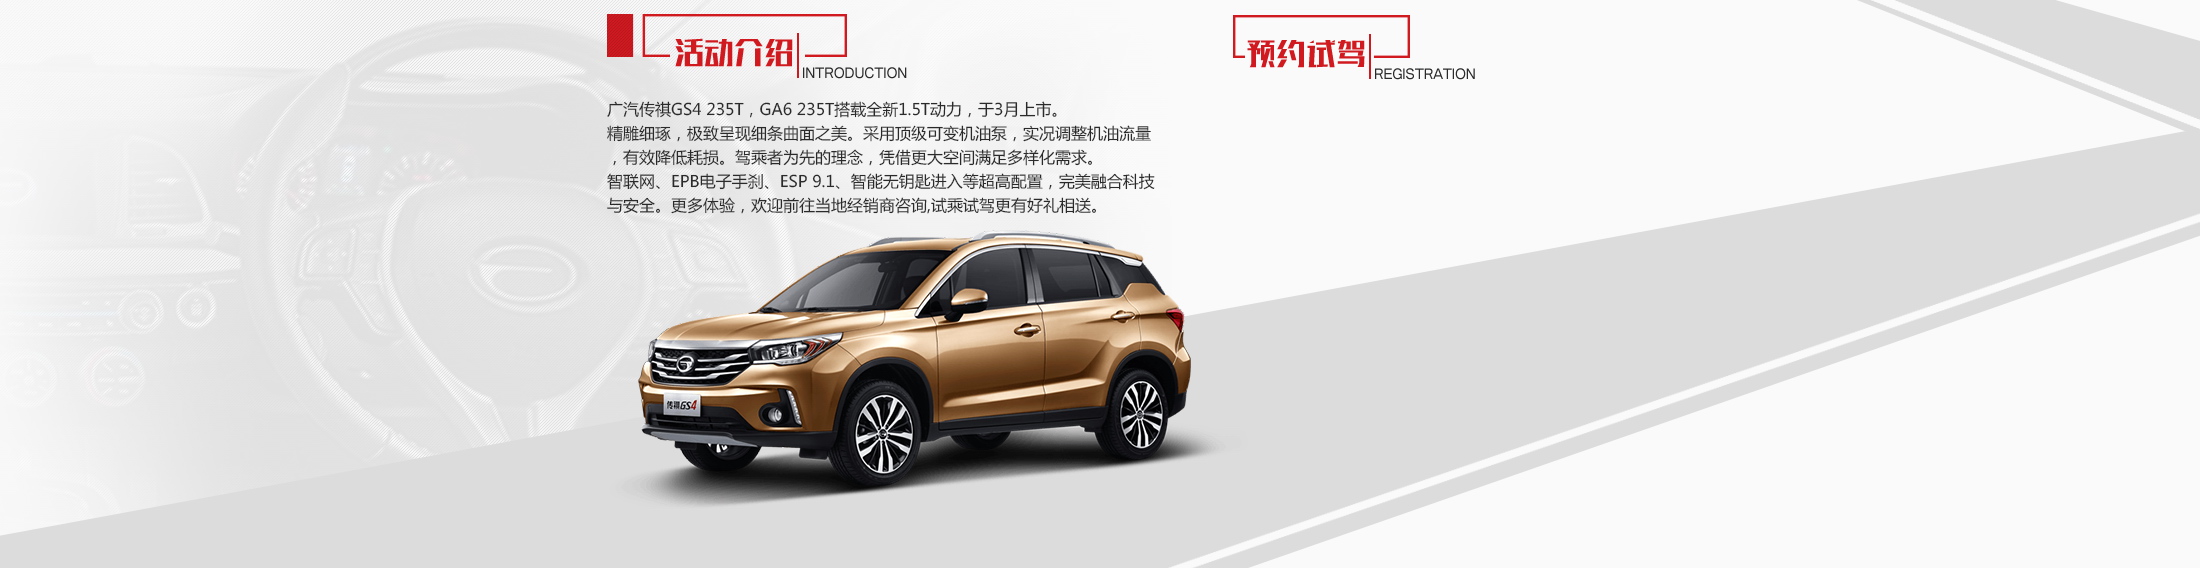 活动介绍
INTRODUCTION
预约试驾
REGISTRATION
广汽传祺GS4 235T，GA6 235T搭载全新1.5T动力，于3月上市。
精雕细琢，极致呈现细条曲面之美。采用顶级可变机油泵，实况调整机油流量
，有效降低耗损。驾乘者为先的理念，凭借更大空间满足多样化需求。
智联网、EPB电子手刹、ESP 9.1、智能无钥匙进入等超高配置，完美融合科技
与安全。更多体验，欢迎前往当地经销商咨询,试乘试驾更有好礼相送。
传祺GS4